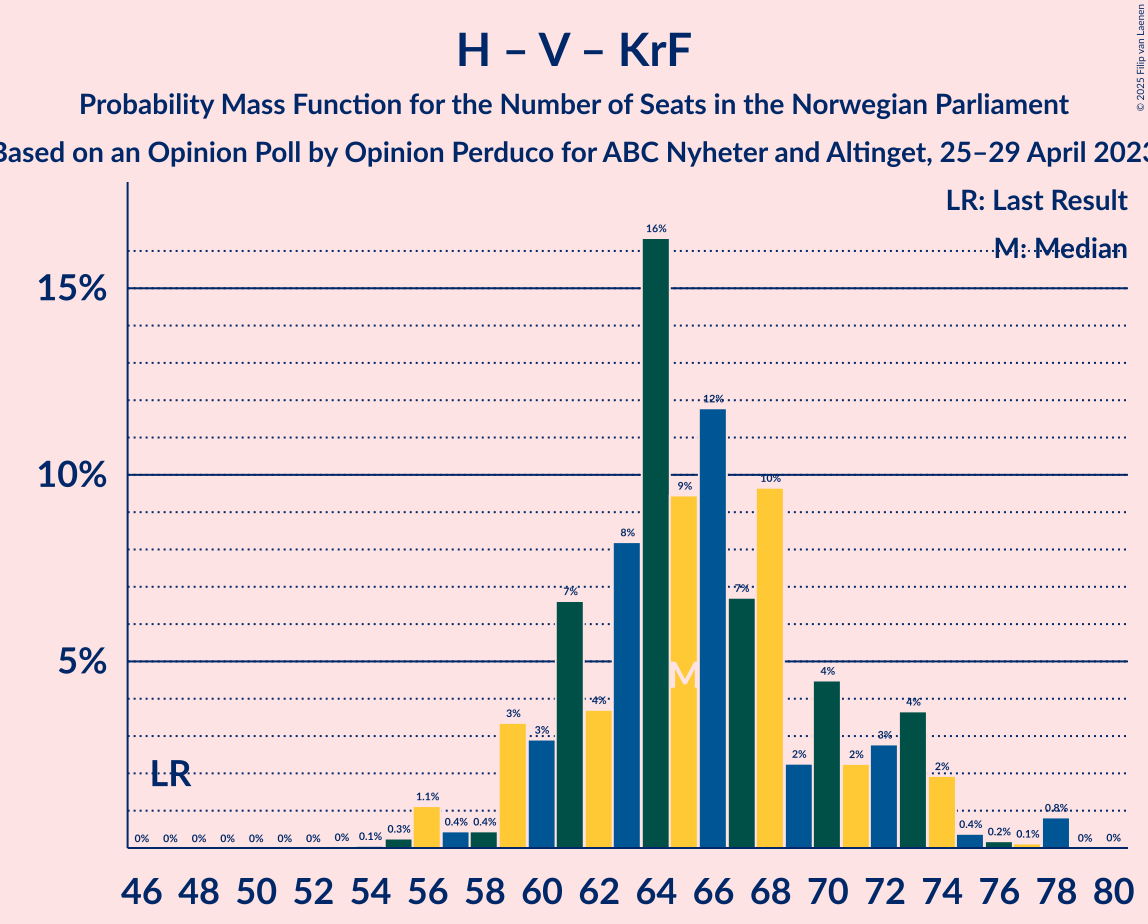 H – V – KrF
Probability Mass Function for the Number of Seats in the Norwegian Parliament
Based on an Opinion Poll by Opinion Perduco for ABC Nyheter and Altinget, 25–29 April 2023
© 2025 Filip van Laenen
LR: Last Result
M: Median
16%
15%
12%
10%
10%
9%
8%
7%
7%
5%
M
4%
4%
4%
3%
3%
3%
2%
2%
2%
LR
1.1%
0.8%
0% 0% 0% 0% 0% 0% 0% 0% 0.1% 0.3% 0.4% 0.4% 0.4% 0.2% 0.1% 0% 0%
46 48 50 52 54 56 58 60 62 64 66 68 70 72 74 76 78 80